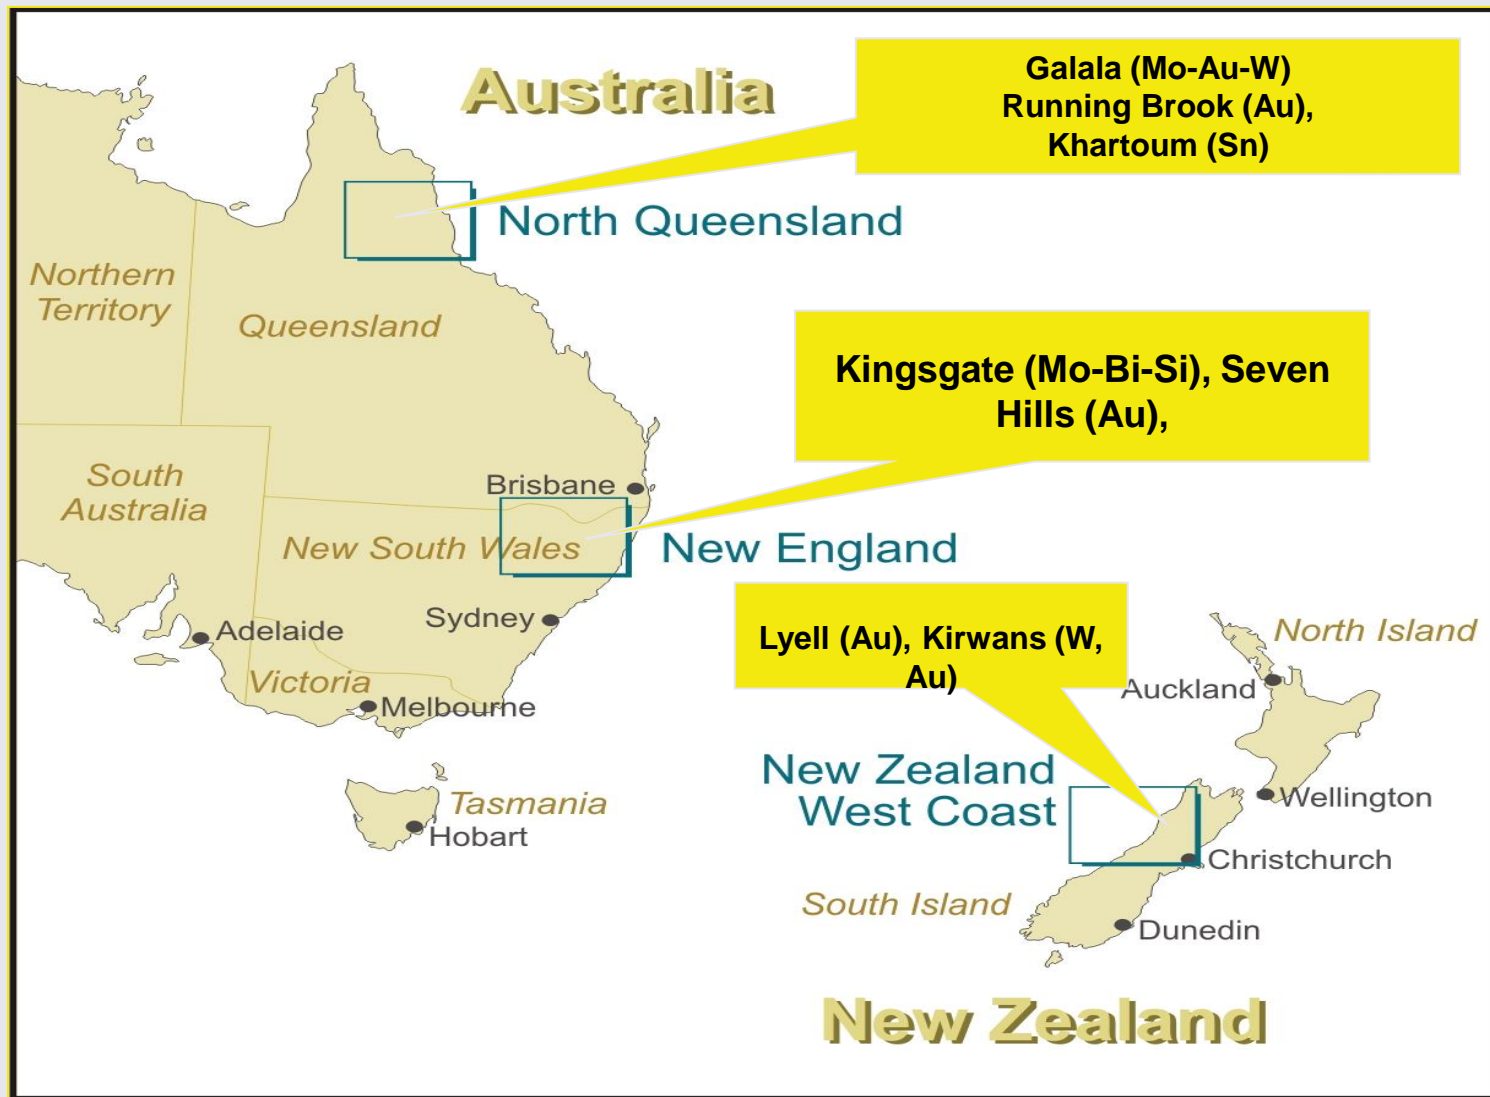 Australia
Galala (Mo-Au-W)
Running Brook (Au),
Khartoum (Sn)
North Queensland
Northern
Territory
Queensland
Kingsgate (Mo-Bi-Si), Seven
Hills (Au),
South
Australia
Brisbane
New South Wales
New England
Sydney
Adelaide
Victoria
Melbourne
Lyell (Au), Kirwans (W,
Au)
North Island
Auckland
New Zealand
West Coast
Tasmania
Hobart
Wellington
Christchurch
South Island
Dunedin
New Zealand